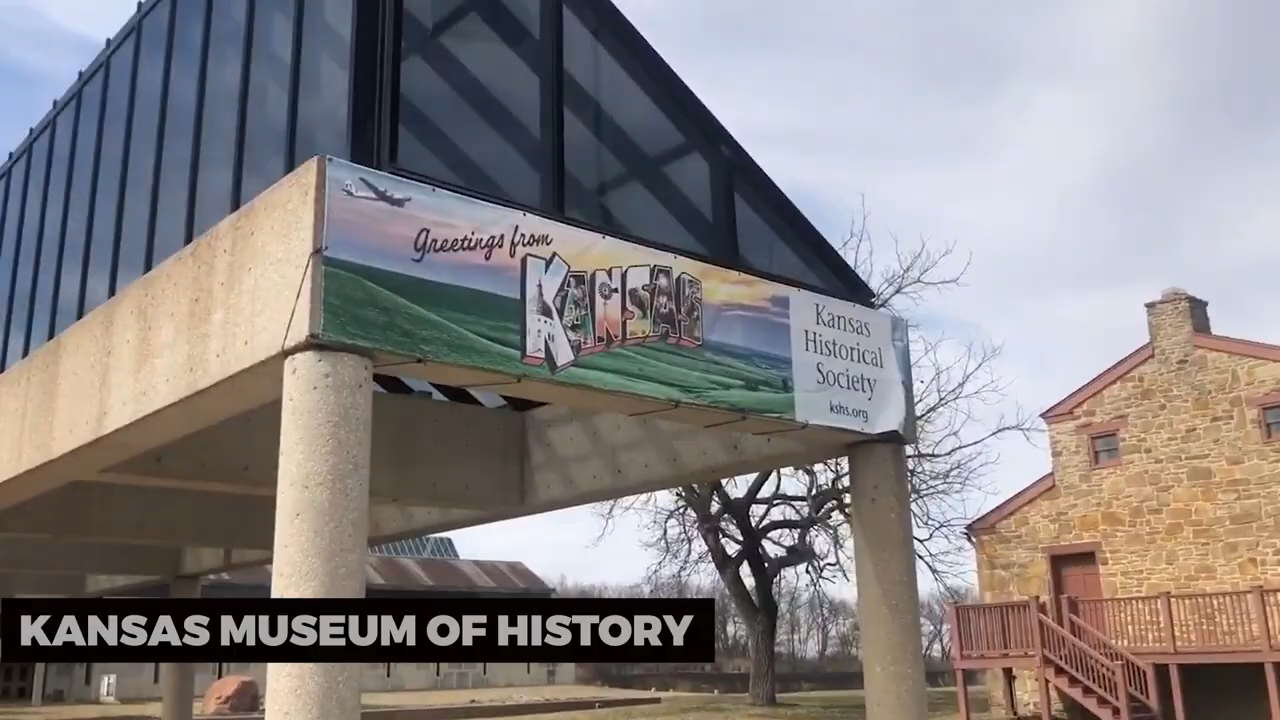 Greetings from
KANSAS
Kansas
Historical
Society
kshs.org
KANSAS MUSEUM OF HISTORY